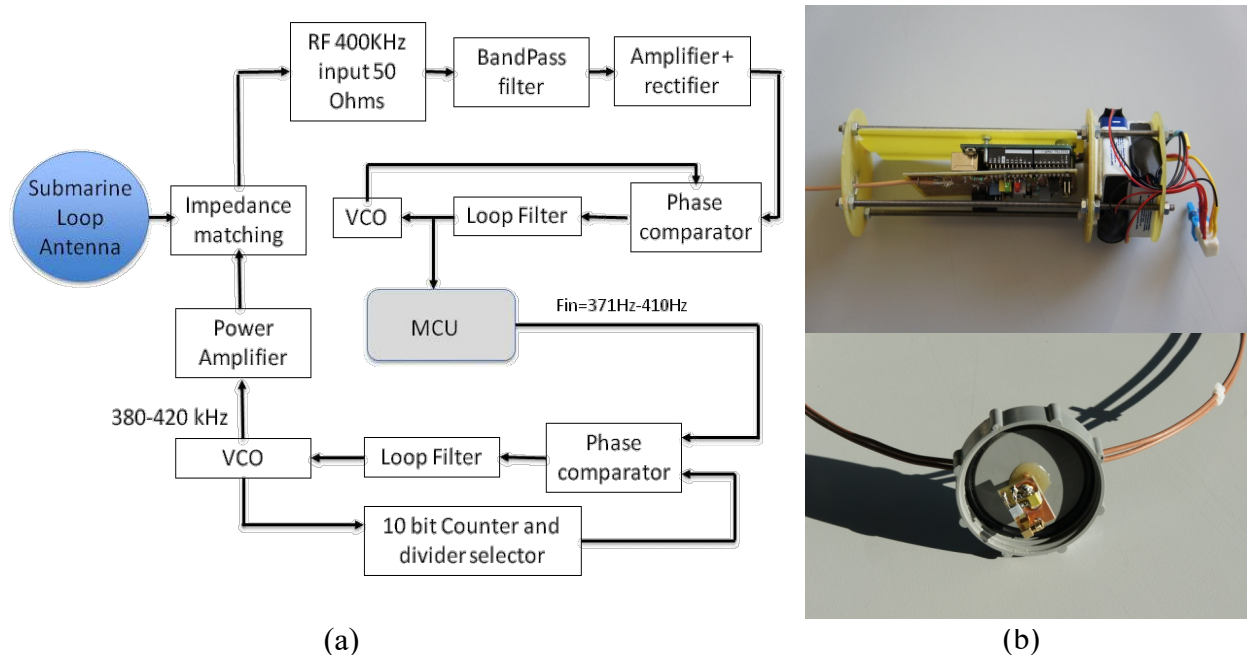 RF 400KHz
input 50
Ohms
BandPass
filter
Amplifier +
rectifier
Submarine
Loop
Antenna
Impedance
matching
VCO
Loop Filter
Phase
comparator
MCU
Fin=371Hz-410Hz
Power
Amplifier
380-420 kHz
VCO
Loop Filter
Phase
comparator
10 bit Counter and
divider selector
(a)
(b)